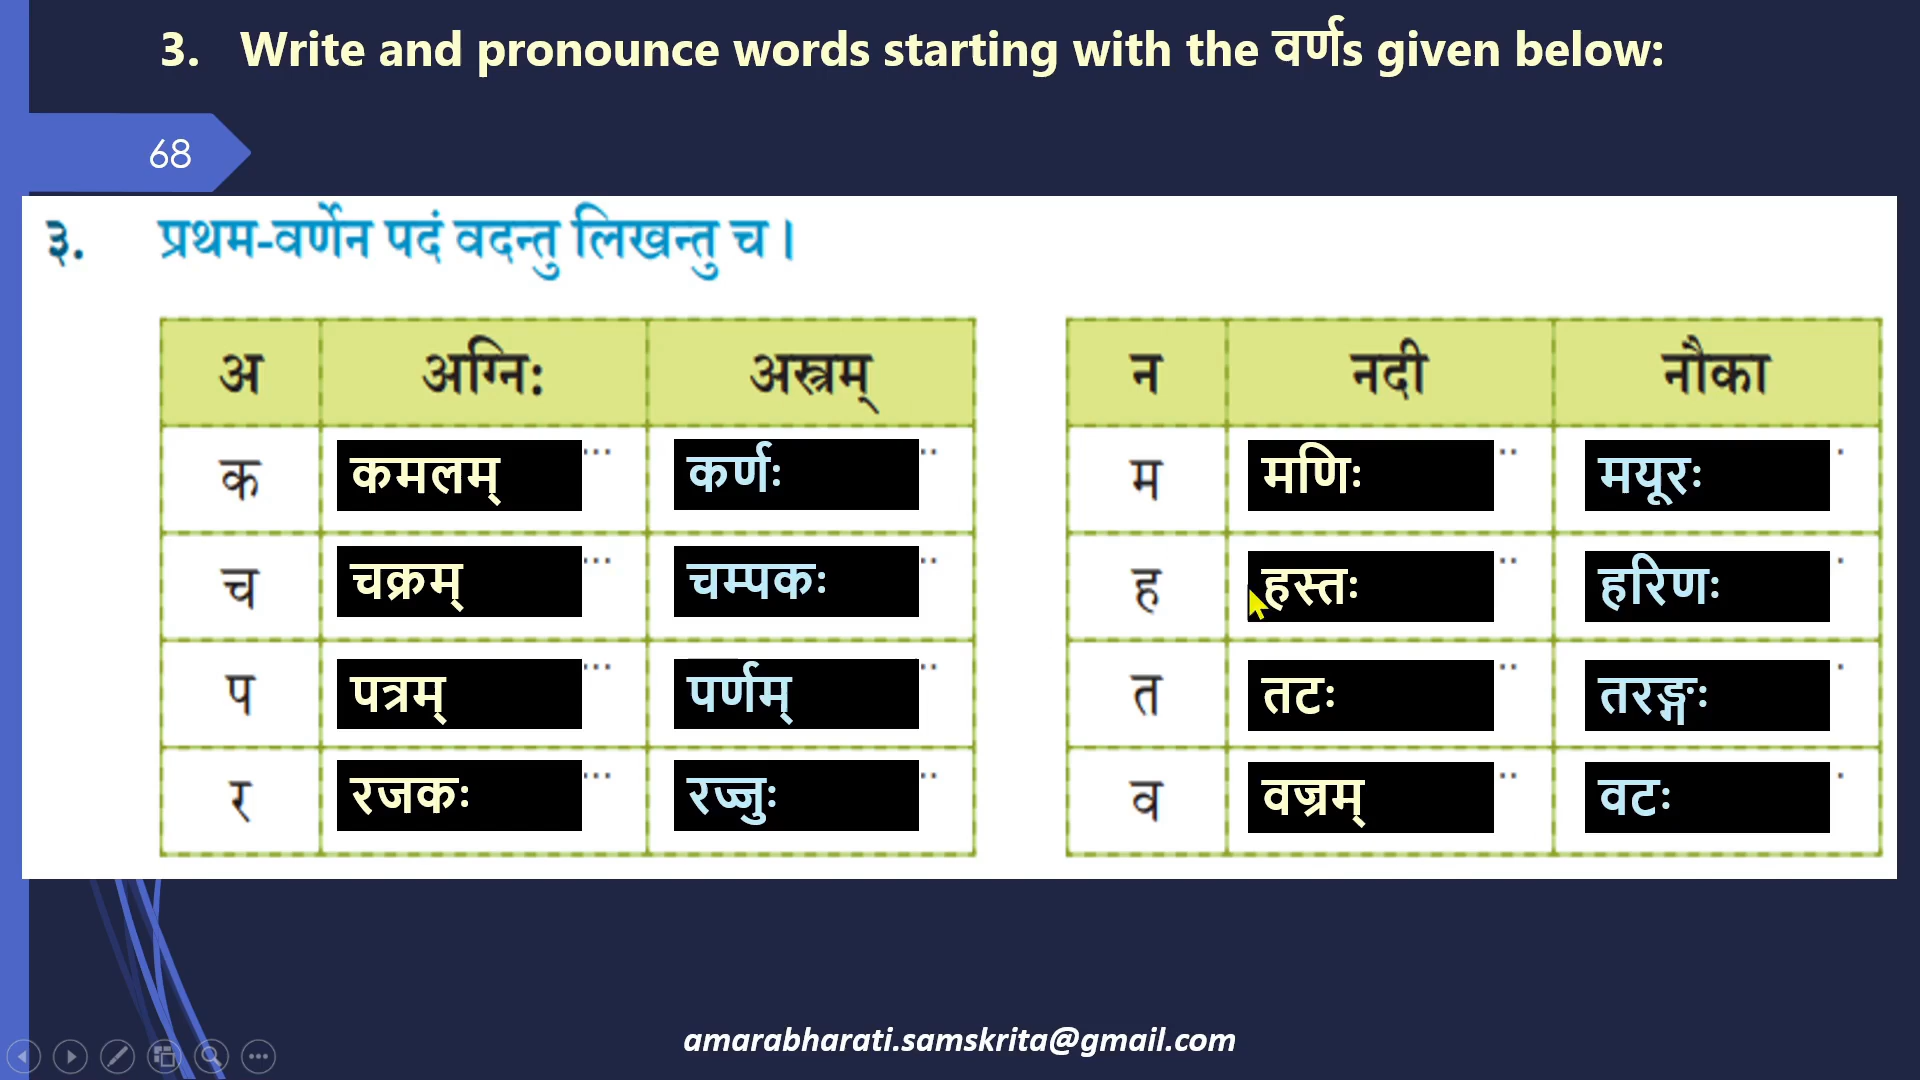 3. Write and pronounce words starting with the वर्णs given below:
68
३. प्रथम-वर्णेन पदं वदन्तु लिखन्तु च।
अ अग्निः अस्त्रम्
क कमलम् कर्णः
च चक्रम् चम्पकः
प पत्रम् पर्णम्
र रजकः रज्जुः
न नदी नौका
म मणिः मयूरः
ह हस्तः हरिणः
त तटः तरङ्गः
व वज्रम् वटः
amarabharati.samskrita@gmail.com